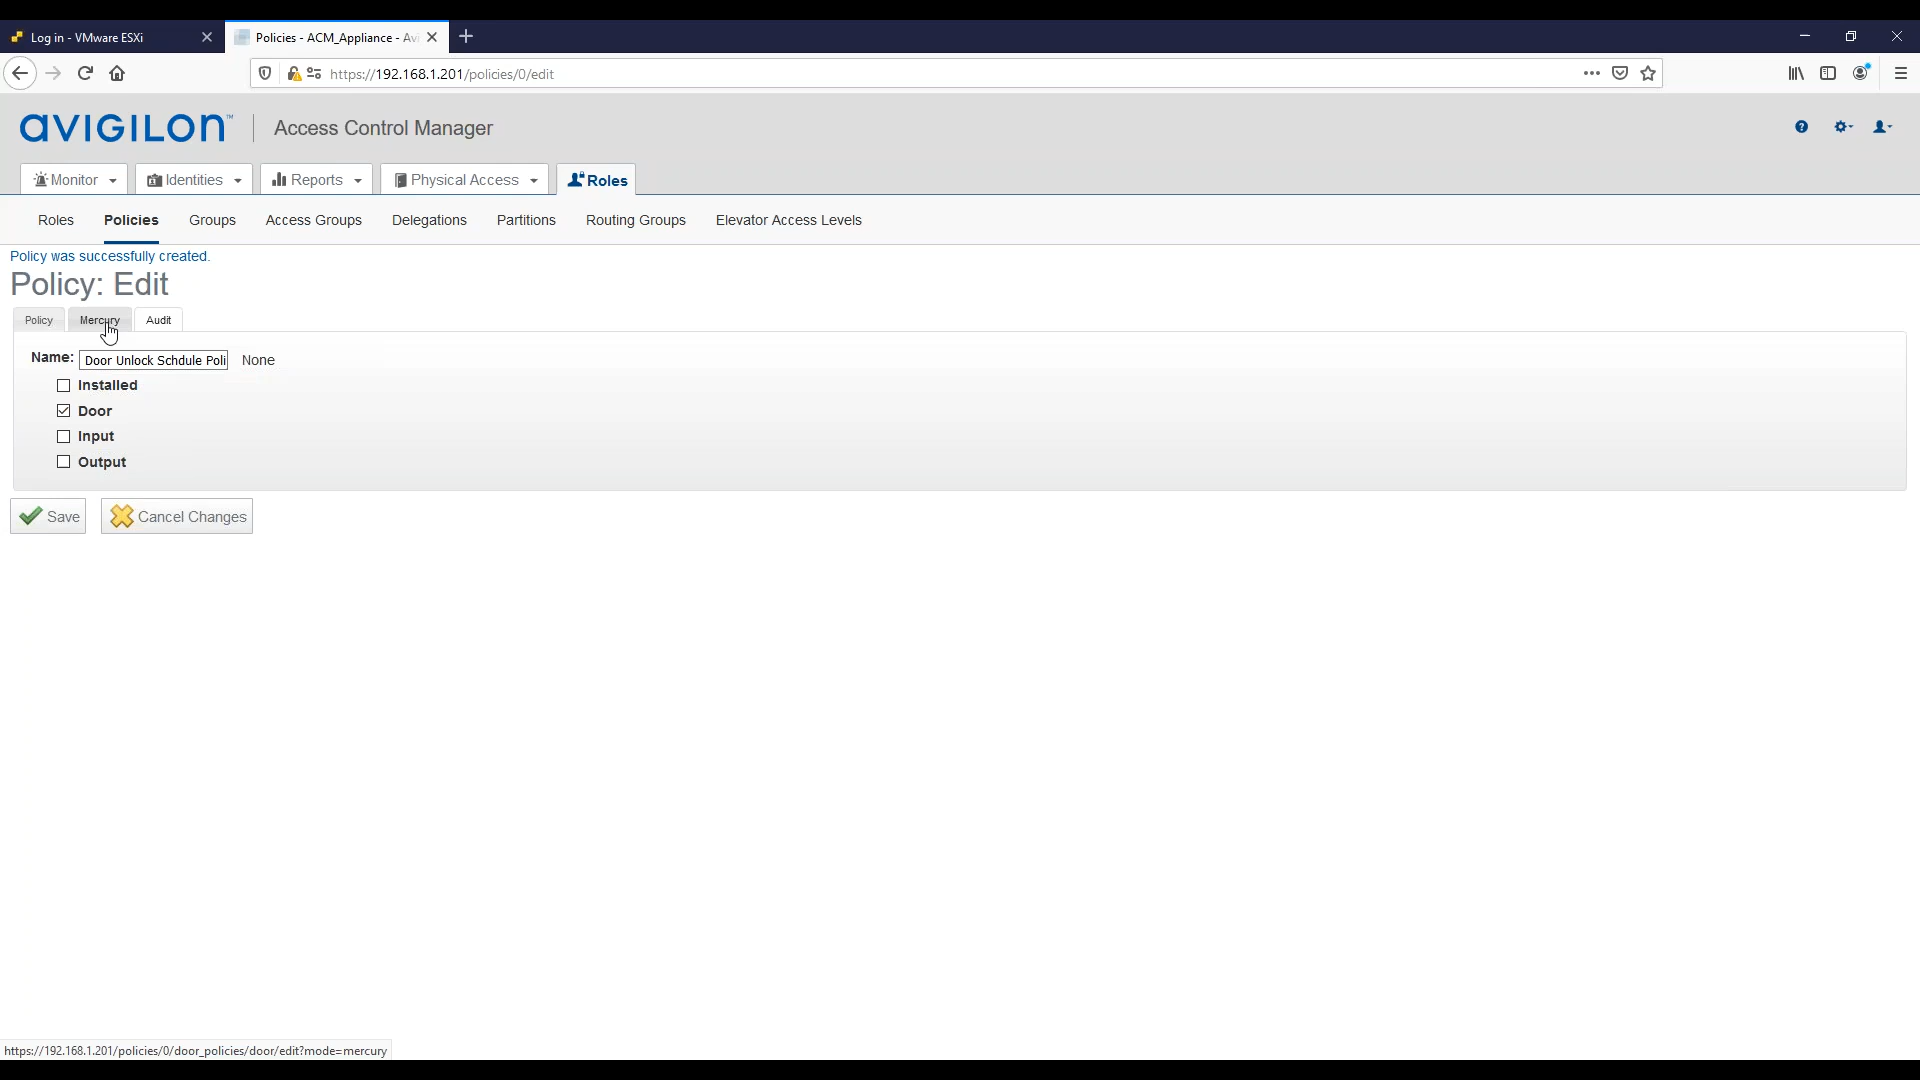 Log in - VMware ESXi
Policies - ACM_Appliance - Avi
https://192.168.1.201/policies/0/edit
avigilon™ Access Control Manager
Monitor Identities Reports Physical Access Roles
Roles Policies Groups Access Groups Delegations Partitions Routing Groups Elevator Access Levels
Policy was successfully created.
Policy: Edit
Policy Mercury Audit
Name: Door Unlock Schdule Poli None
Installed
Door
Input
Output
Save Cancel Changes
https://192.168.1.201/policies/0/door_policies/door/edit?mode=mercury